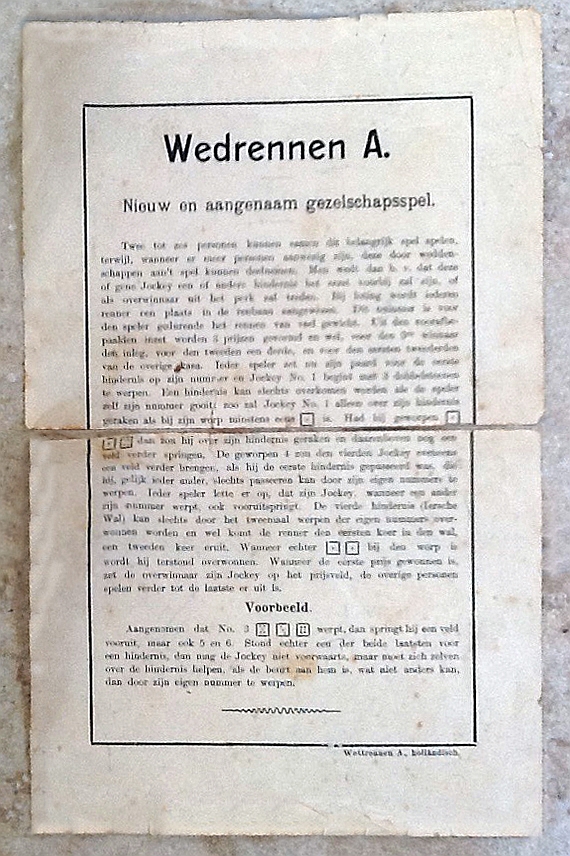 Wedrennen A.
Nieuw en aangenaam gezelschapsspel.
Twee tot zes personen kunnen samen dit belangrijk spel spelen,
terwijl, wanneer er meer personen aanwezig zijn, deze door wedden-
schappen aan't spel kunnen deelnemen. Men wedt dan b. v. dat deze
of gene Jockey een of andere hindernis het eerst voorbij zal zijn, of
als overwinnaar uit het perk zal treden. Bij loting wordt iederen
renner een plaats in de renbaan aangewezen. Dit nummer is voor
den speler gedurende het rennen van veel gewicht. Uit den
moet worden 3 prijzen gevormd en wel, voor den
den inleg, voor den tweeden een derde, en voor den eersten tweederden
van de overige kassa. Ieder speler zet nu zijn paard voor de eerste
hindernis op zijn nummer en Jockey No. 1 begint met 3 dobbelsteenen
te werpen. Een hindernis kan slechts overkomen worden als de speler
zelf zijn nummer gooit; zoo zal Jockey No. 1 alleen over zijn hindernis
geraken als bij zijn worp minstens eens ⚀ is. Had hij geworpen ⚀
⚀ ⚀ dan zou hij over zijn hindernis geraken en daarenboven nog een
veld verder springen. De geworpen 4 zou den vierden Jockey eveneens
een veld verder brengen, als hij de eerste hindernis gepasseerd was, die
hij, gelijk ieder ander, slechts passeeren kan door zijn eigen nummer te
werpen. Ieder speler lette er op, dat zijn Jockey, wanneer een ander
zijn nummer werpt, ook vooruitspringt. De vierde hindernis (Iersche
Wal) kan slechts door het tweemaal werpen der eigen nummers over-
wonnen worden en wel komt de renner den eersten keer in den wal,
een tweeden keer eruit. Wanneer echter ⚀ ⚀ bij den worp is
wordt hij terstond overwonnen. Wanneer de eerste prijs gewonnen is,
zet de overwinnaar zijn Jockey op het prijsveld, de overige personen
spelen verder tot de laatste er uit is.
Voorbeeld.
Aangenomen dat No. 3 werpt, dan springt hij een veld
vooruit, maar ook 5 en 6. Stond echter een der beide laatsten voor
een hindernis, dan mag de Jockey niet voorwaarts, maar moet zich zelven
over de hindernis helpen, als de beurt aan hem is, wat niet anders kan,
dan door zijn eigen nummer te werpen.
Wettrennen A., holländisch.